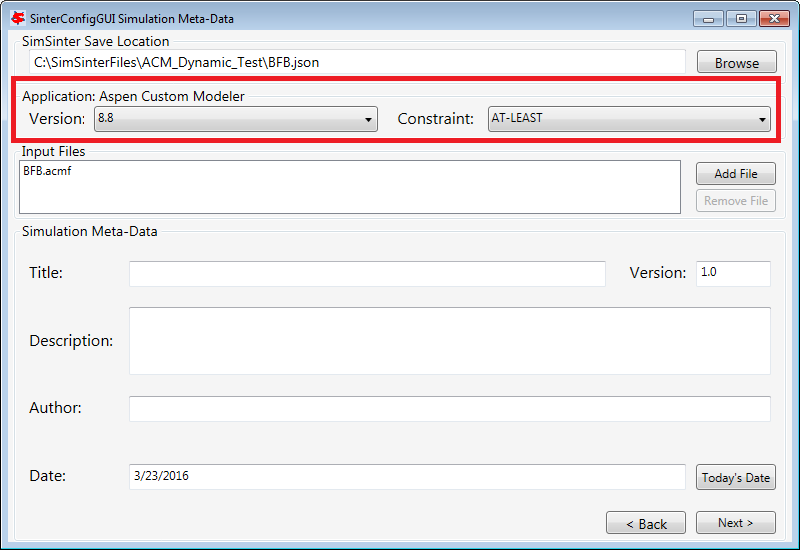 SinterConfigGUI Simulation Meta-Data
SimSinter Save Location
C:\SimSinterFiles\ACM_Dynamic_Test\BFB.json Browse
Application: Aspen Custom Modeler
Version: 8.8 Constraint: AT-LEAST
Input Files
BFB.acmf Add File
Remove File
Simulation Meta-Data
Title: Version: 1.0
Description:
Author:
Date: 3/23/2016 Today's Date
< Back Next >